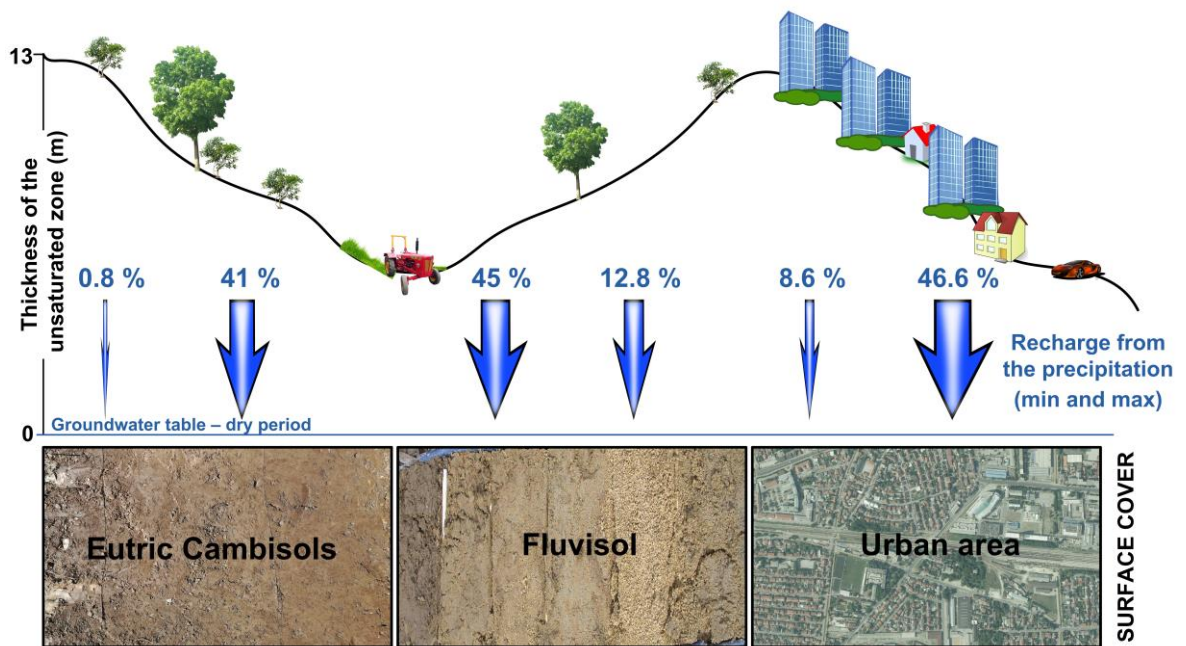 13
Thickness of the
unsaturated zone (m)
0.8 %
41 %
45 %
12.8 %
8.6 %
46.6 %
Recharge from
the precipitation
(min and max)
Groundwater table – dry period
0
Eutric Cambisols
Fluvisol
Urban area
SURFACE COVER